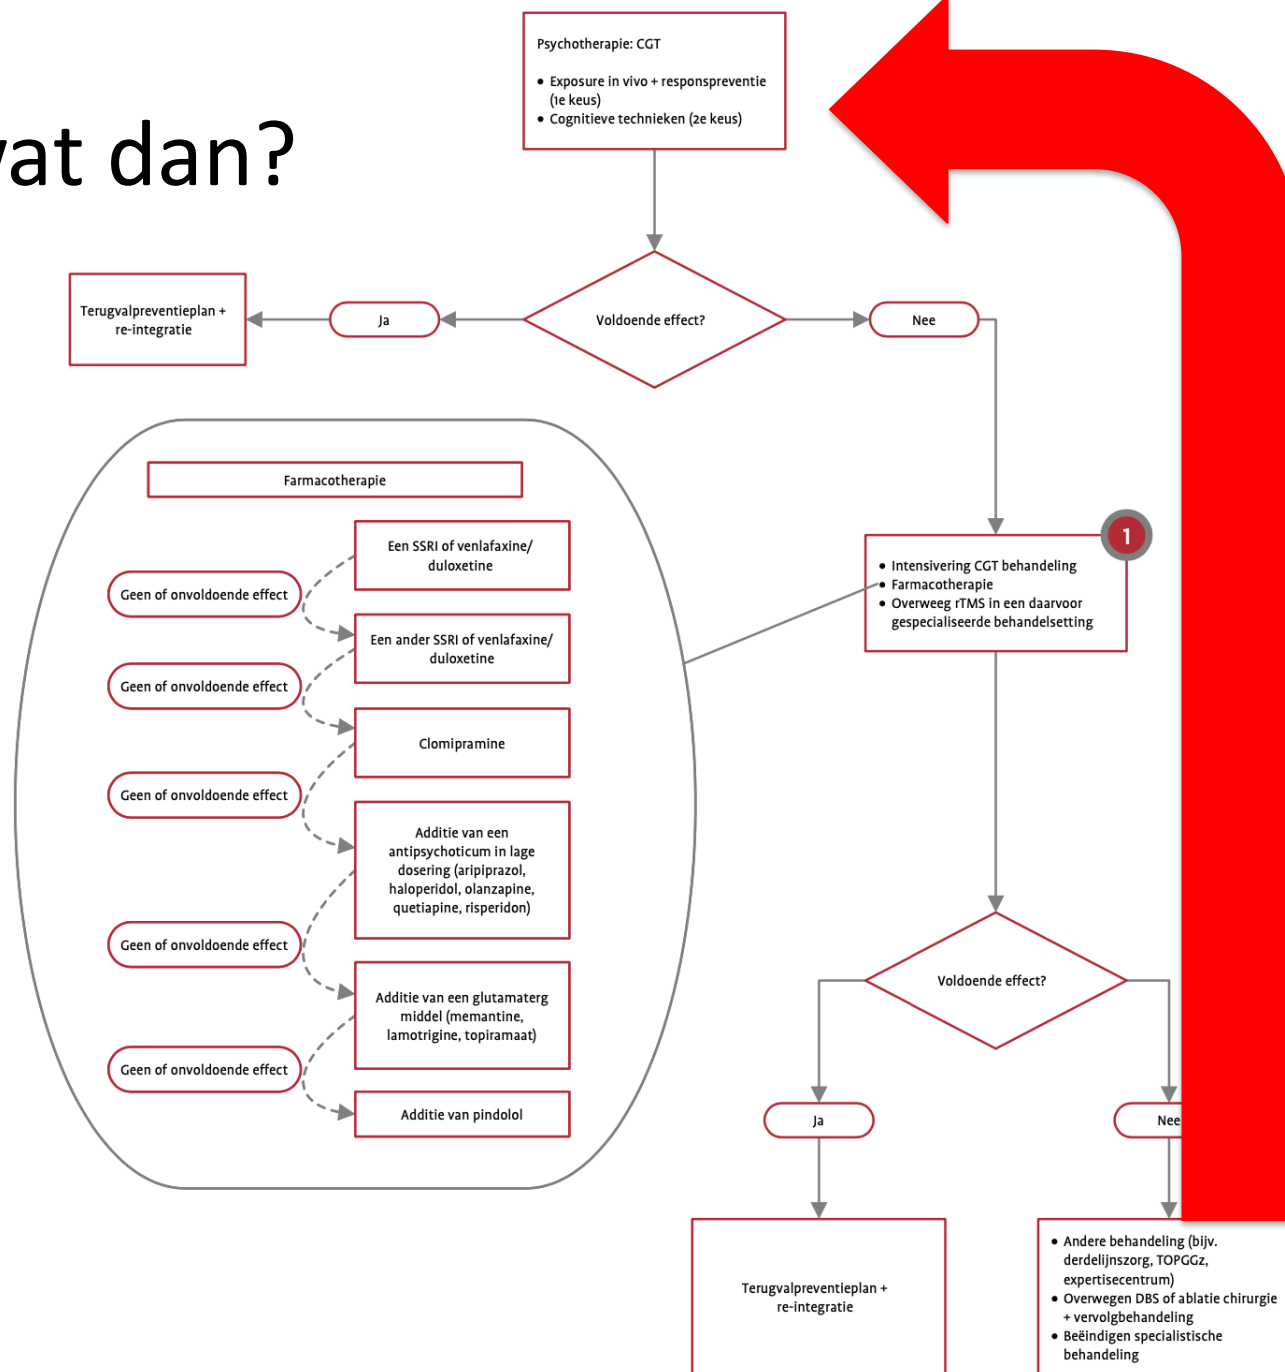 wat dan?
Psychotherapie: CGT
• Exposure in vivo + responspreventie
(1e keus)
• Cognitieve technieken (2e keus)
Terugvalpreventieplan +
re-integratie
Ja
Voldoende effect?
Nee
Farmacotherapie
Een SSRI of venlafaxine/
duloxetine
Geen of onvoldoende effect
Een ander SSRI of venlafaxine/
duloxetine
Geen of onvoldoende effect
Clomipramine
Geen of onvoldoende effect
Additie van een
antipsychoticum in lage
dosering (aripiprazol,
haloperidol, olanzapine,
quetiapine, risperidon)
Geen of onvoldoende effect
Additie van een glutamaterg
middel (memantine,
lamotrigine, topiramaat)
Geen of onvoldoende effect
Additie van pindolol
1
• Intensivering CGT behandeling
• Farmacotherapie
• Overweeg rTMS in een daarvoor
gespecialiseerde behandelsetting
Voldoende effect?
Ja
Nee
Terugvalpreventieplan +
re-integratie
• Andere behandeling (bijv.
derdelijnszorg, TOPGGz,
expertisecentrum)
• Overwegen DBS of ablatie chirurgie
+ vervolgbehandeling
• Beëindigen specialistische
behandeling